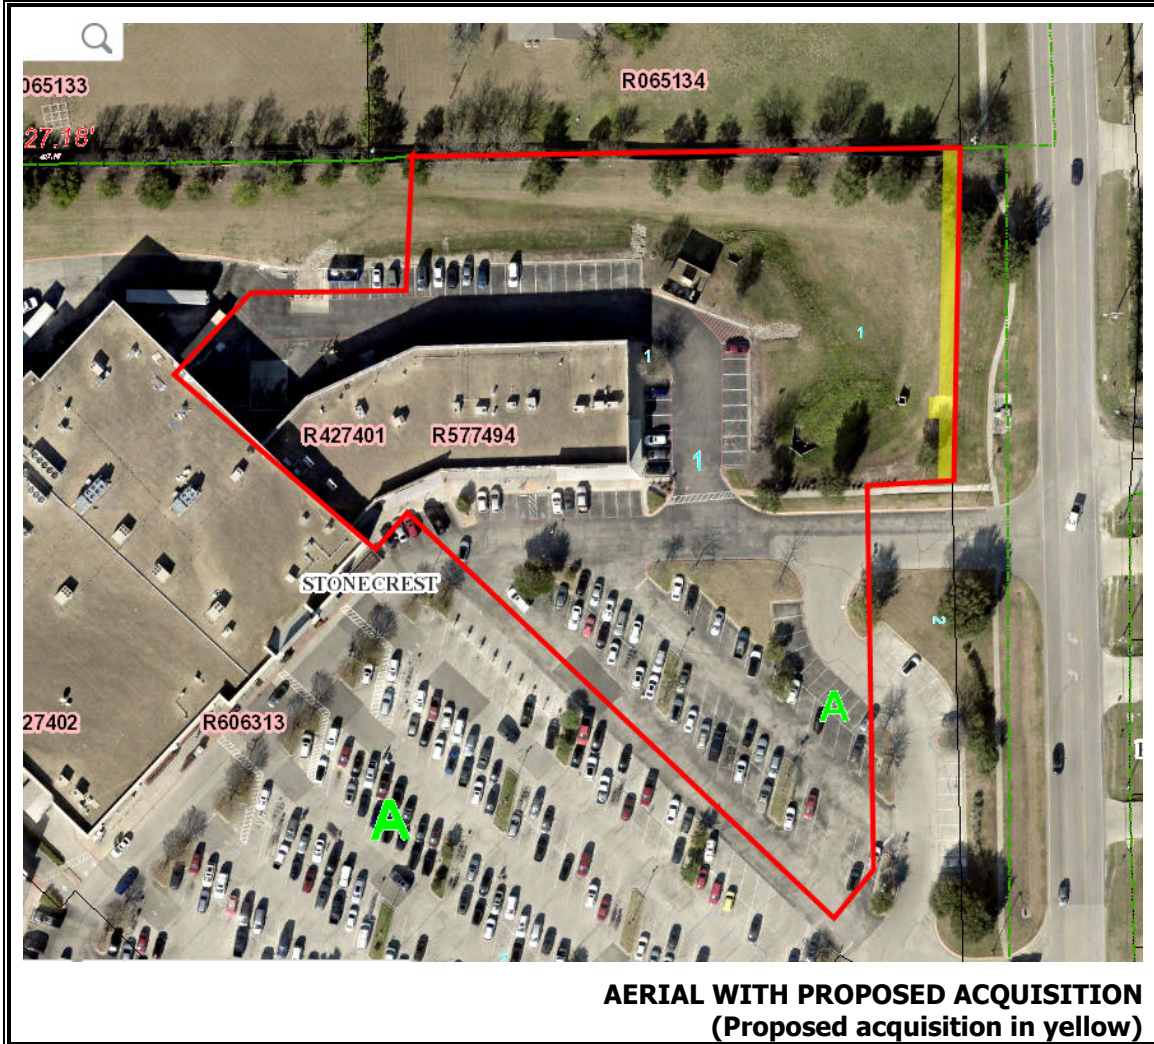 065133
R065134
27.18'
1
1
R427401
R577494
1
STONECREST
2
27402
R606313
A
A
AERIAL WITH PROPOSED ACQUISITION
(Proposed acquisition in yellow)